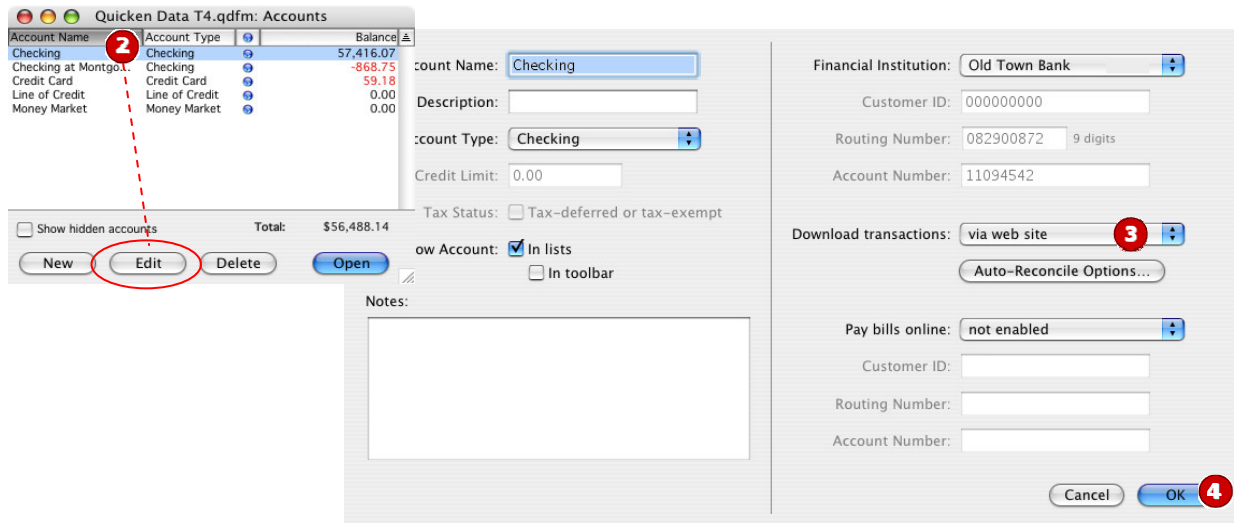 Quicken Data T4.qdfm: Accounts
Account Name Account Type Balance
2
Checking Checking 57,416.07
Checking at Montgo... Checking -868.75
Credit Card Credit Card 59.18
Line of Credit Line of Credit 0.00
Money Market Money Market 0.00
Show hidden accounts Total: $56,488.14
New Edit Delete Open
count Name: Checking
Description:
ccount Type: Checking
Credit Limit: 0.00
Tax Status: Tax-deferred or tax-exempt
ow Account: In lists
In toolbar
Notes:
Financial Institution: Old Town Bank
Customer ID: 000000000
Routing Number: 082900872 9 digits
Account Number: 11094542
Download transactions: via web site 3
Auto-Reconcile Options...
Pay bills online: not enabled
Customer ID:
Routing Number:
Account Number:
Cancel OK 4